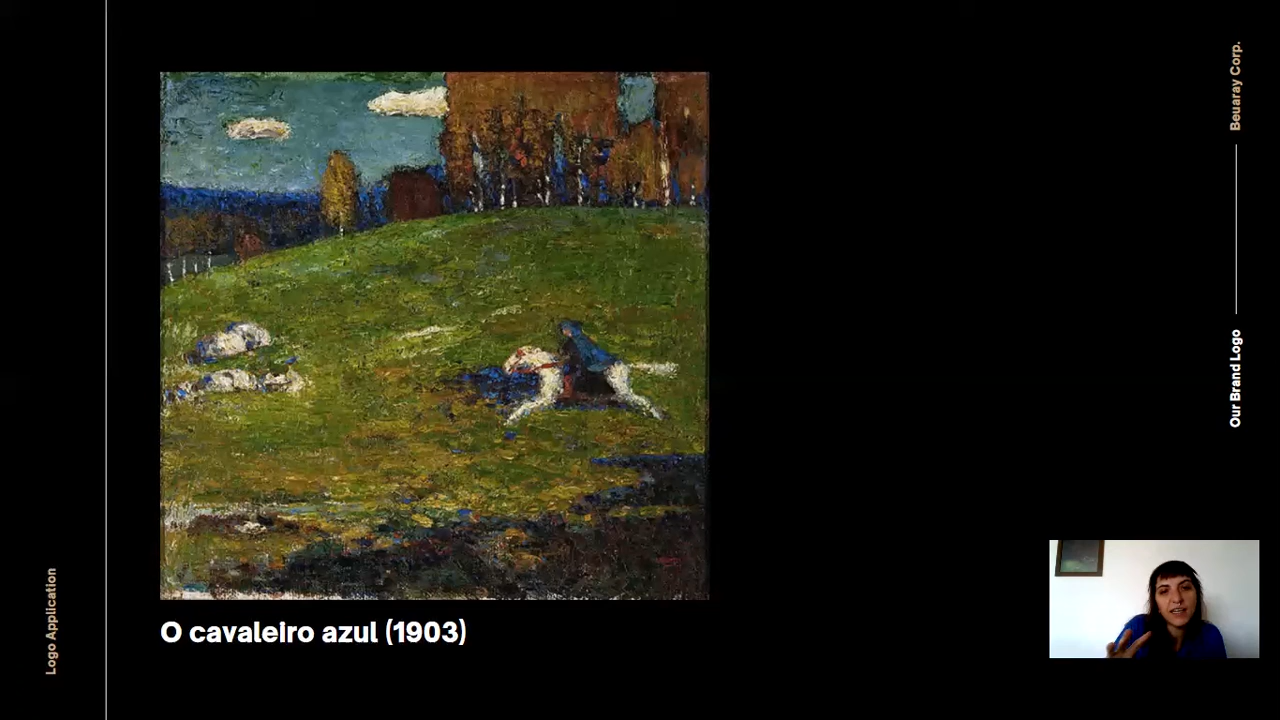 O cavaleiro azul (1903)
Logo Application
Beuaray Corp.
Our Brand Logo